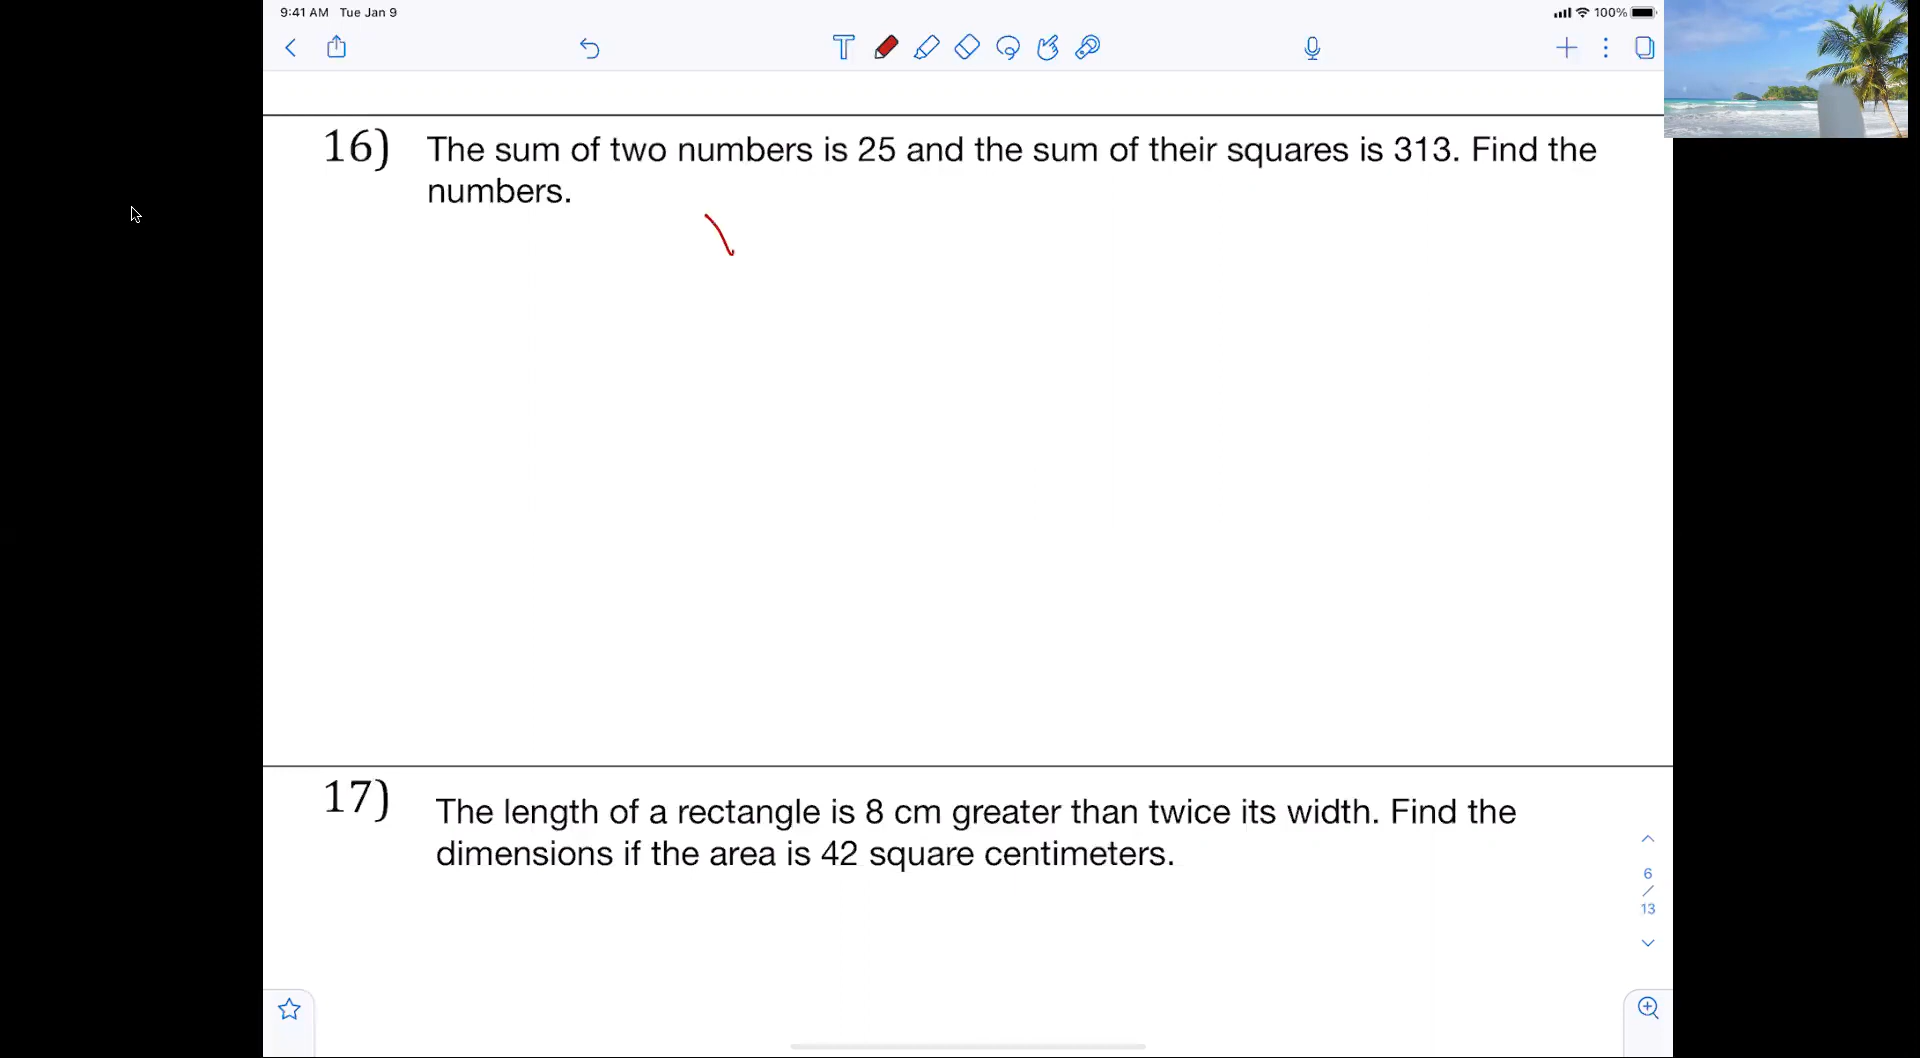 9:41 AM Tue Jan 9
100%
16) The sum of two numbers is 25 and the sum of their squares is 313. Find the
numbers.
17) The length of a rectangle is 8 cm greater than twice its width. Find the
dimensions if the area is 42 square centimeters.
6
/
13